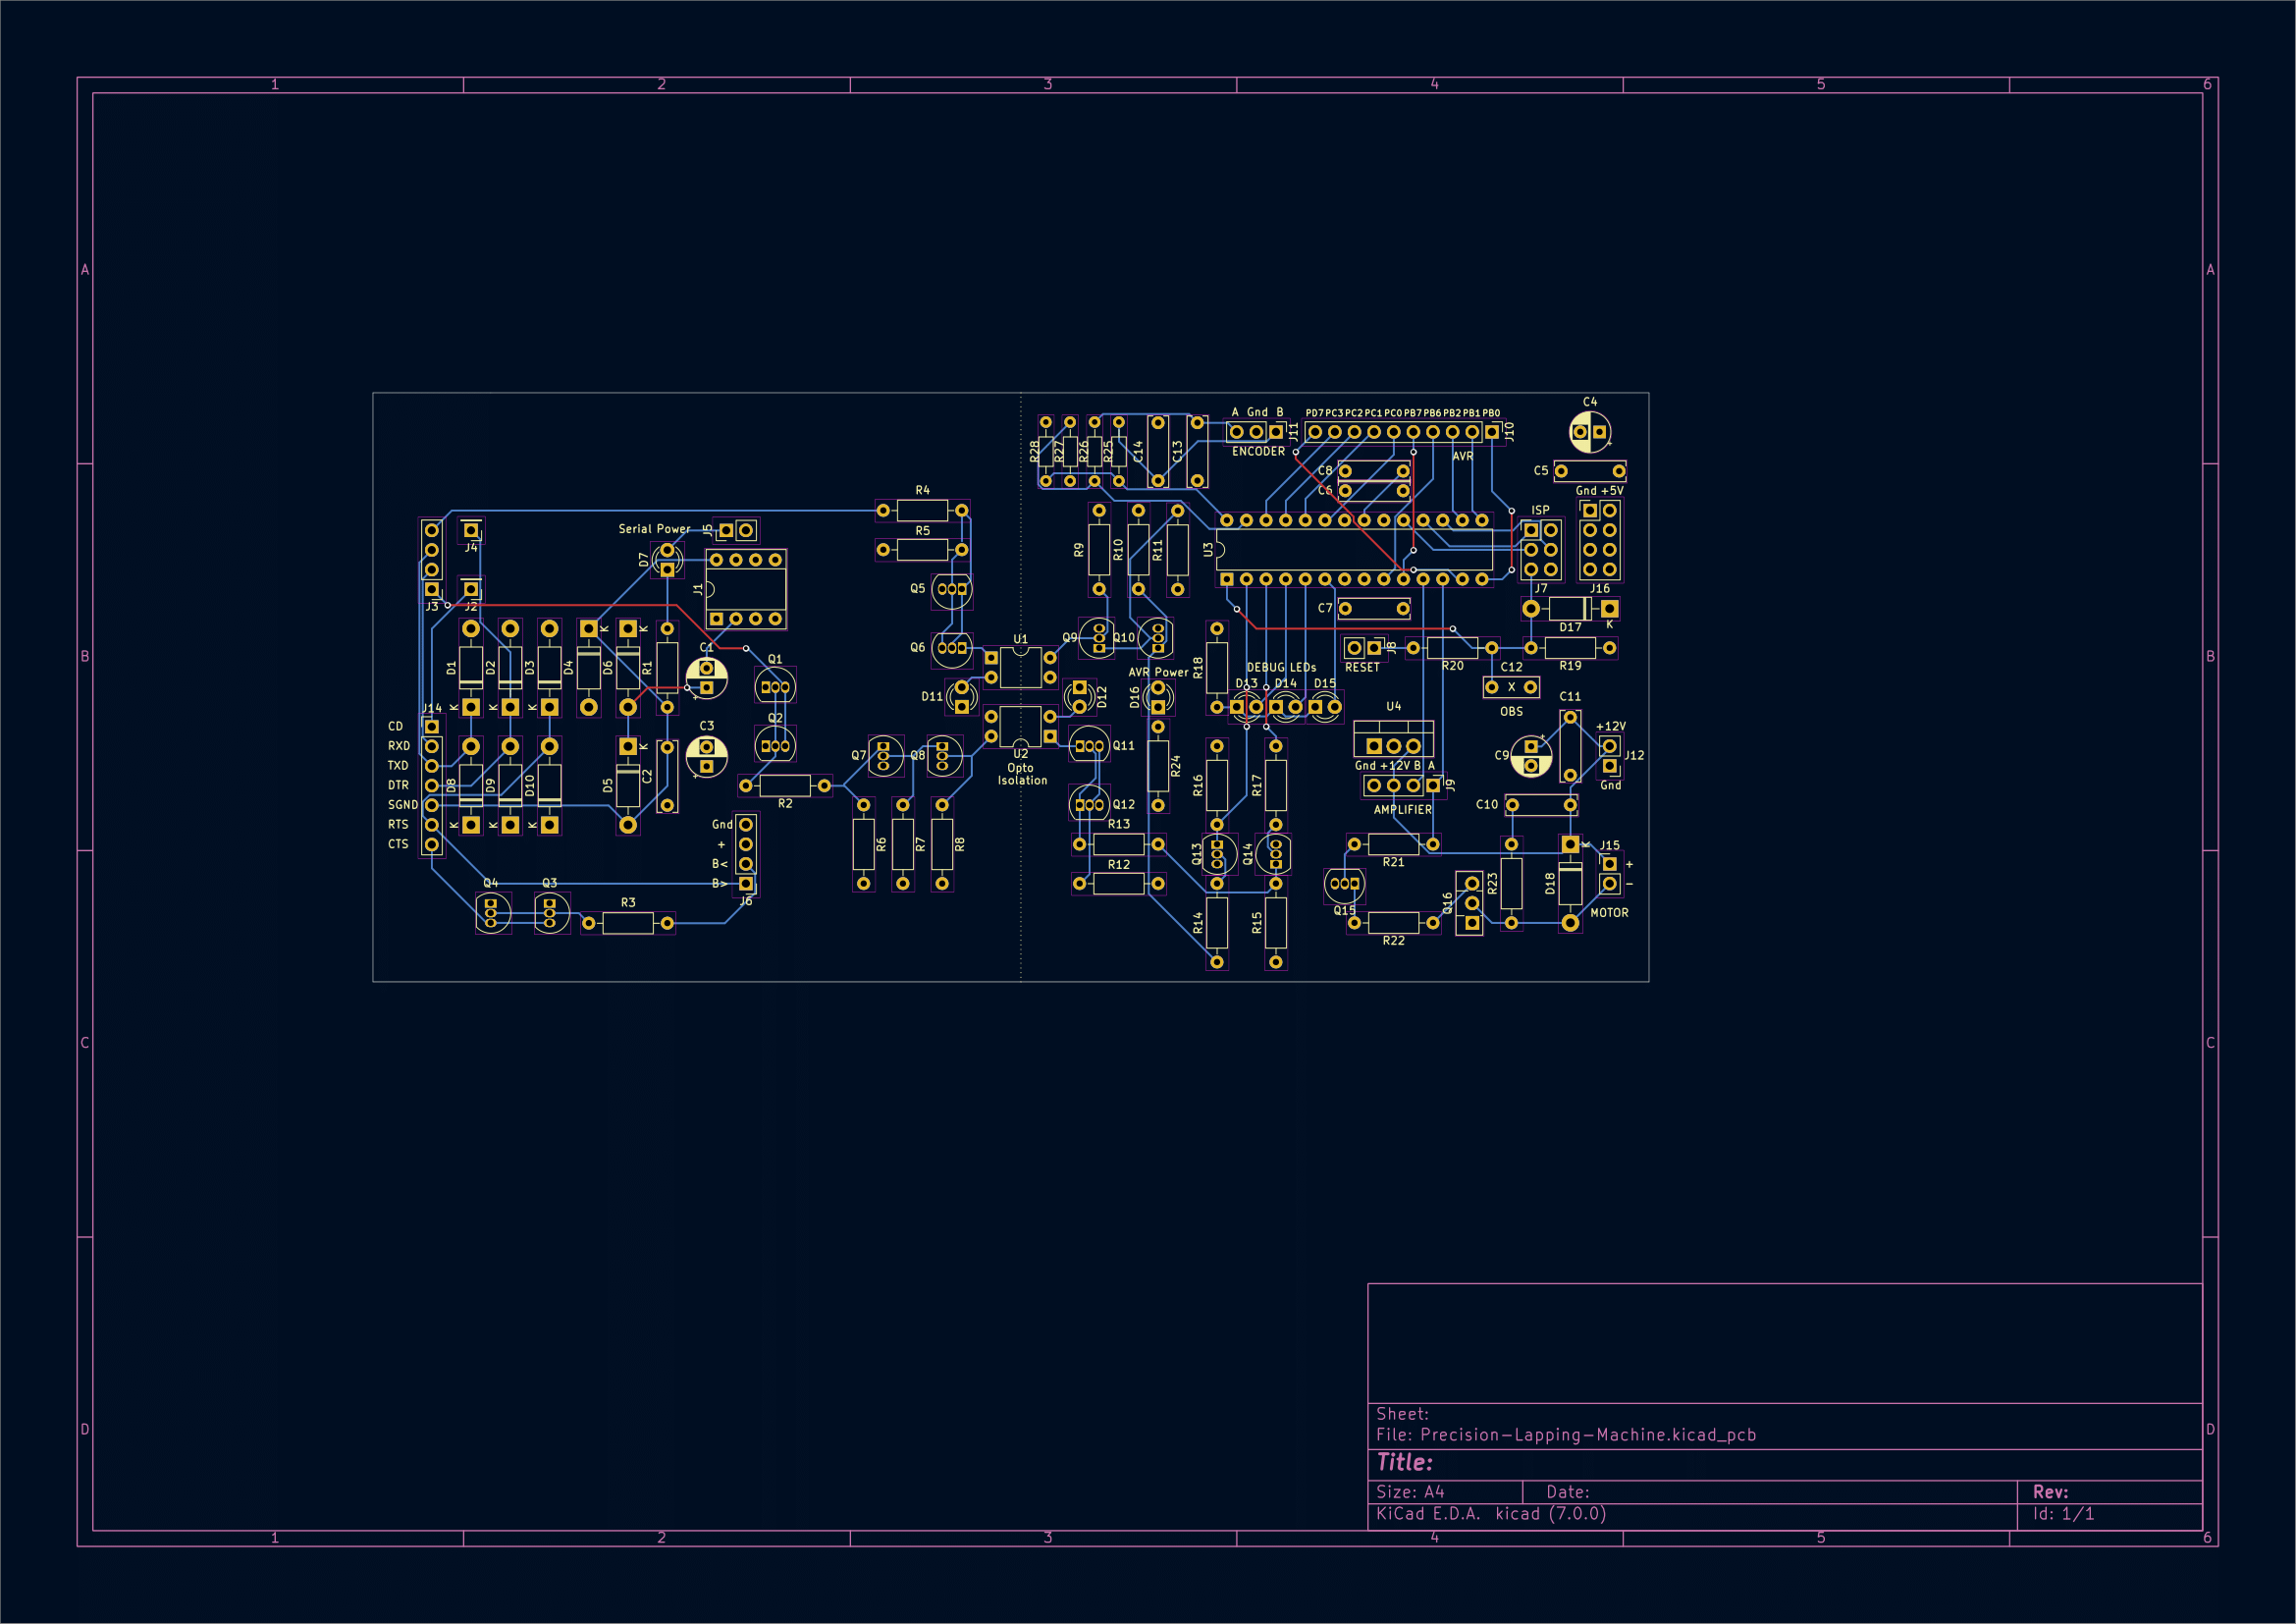 1 2 3 4 5 6
A A
C4
A Gnd B PD7 PC3 PC2 PC1 PC0 PB7 PB6 PB2 PB1 PB0
J11 J10
R28 R27 R26 R25 C14 C13 ENCODER AVR
C8 C5
C6 Gnd +5V
R4
ISP
Serial Power J5 R5
J4 D7 R9 R10 R11 U3
J1 Q5 J7 J16
J3 J2 C7
D17 K
K K Q9 Q10
U1
Q6 J8
B B
D1 D2 D3 D4 D6 R1 C1 Q1 R18 DEBUG LEDs RESET R20 C12 R19
AVR Power
D13 D14 D15 X
D11 D12 D16
K K K
J14 U4 OBS C11
CD Q2 C3 +12V
RXD K Q7 Q8 U2 Q11 C9 J12
TXD Opto R24 Gnd +12V B A
DTR D8 D9 D10 D5 C2 Isolation R16 R17 J9 Gnd
SGND R2 Q12 AMPLIFIER C10
RTS K K K Gnd R13
CTS + R6 R7 R8 Q13 Q14 K J15
B< R12 R21 +
Q4 Q3 B> R23 D18 -
J6 Q16
R3 R14 R15 Q15 MOTOR
R22
C C
D D
Sheet:
File: Precision-Lapping-Machine.kicad_pcb
Title:
Size: A4 Date: Rev:
KiCad E.D.A. kicad (7.0.0) Id: 1/1
1 2 3 4 5 6